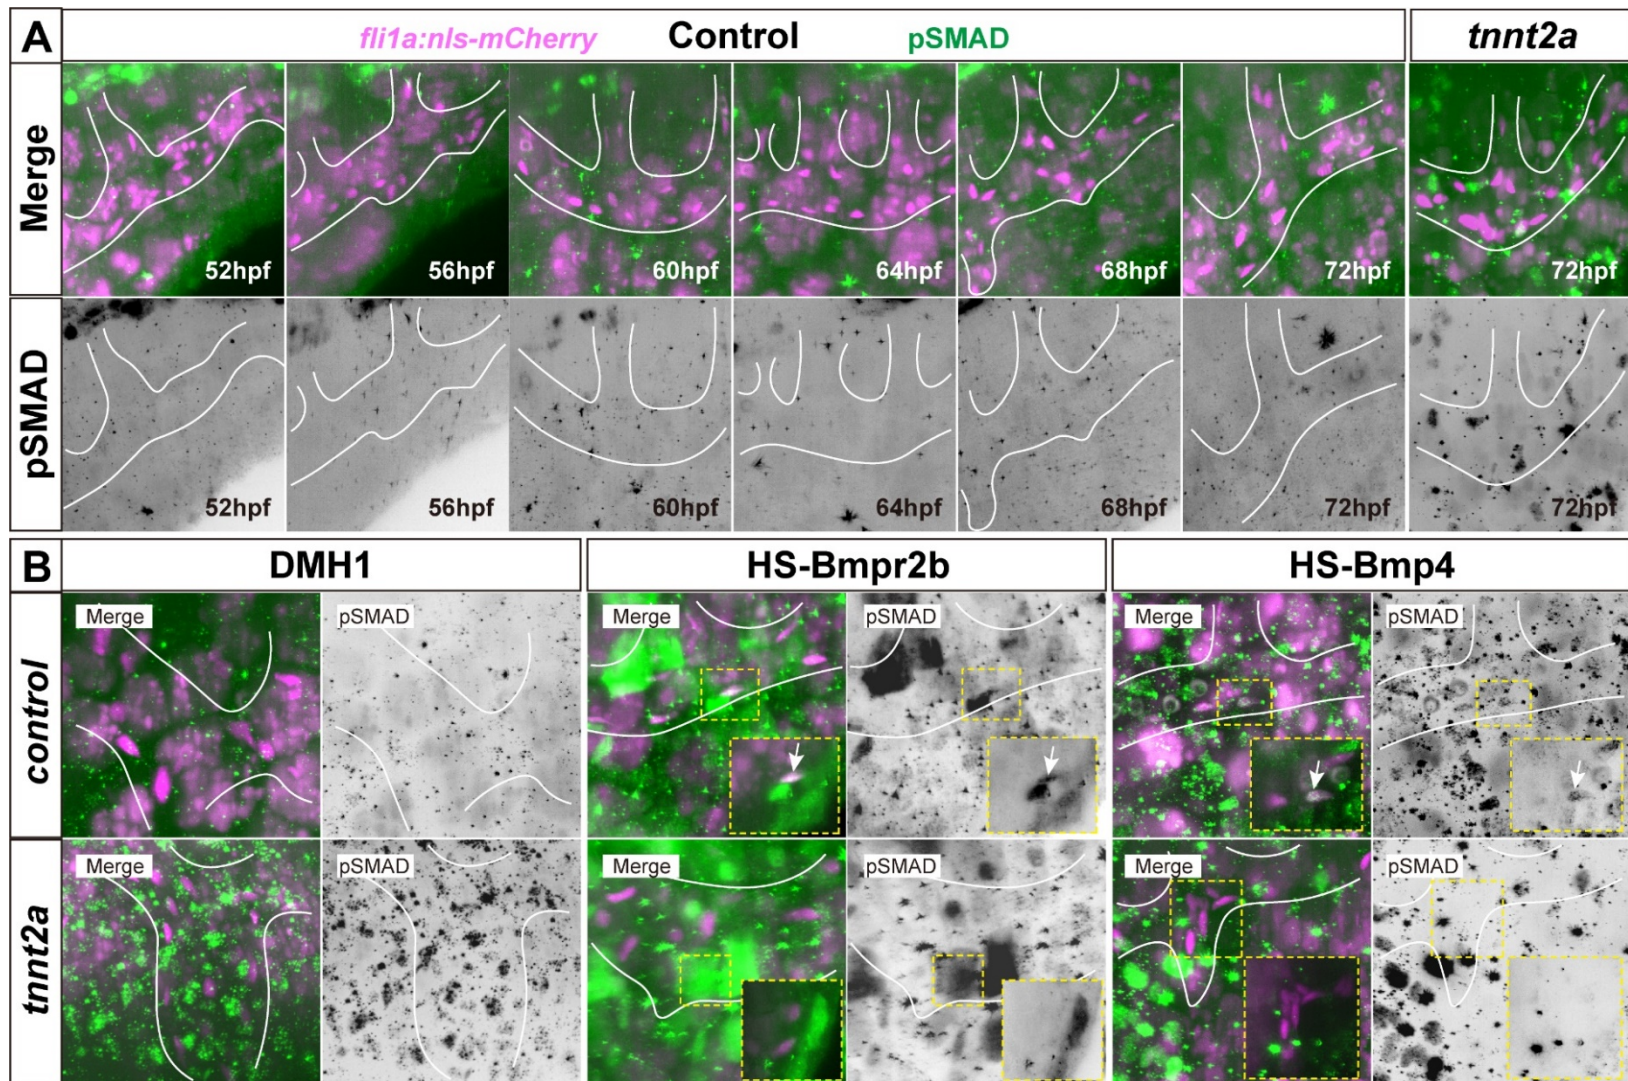 A
fli1a:nls-mCherry Control pSMAD
tnnt2a
Merge
52hpf 56hpf 60hpf 64hpf 68hpf 72hpf 72hpf
pSMAD
52hpf 56hpf 60hpf 64hpf 68hpf 72hpf 72hpf
B
DMH1 HS-Bmpr2b HS-Bmp4
control
Merge pSMAD Merge pSMAD Merge pSMAD
tnnt2a
Merge pSMAD Merge pSMAD Merge pSMAD